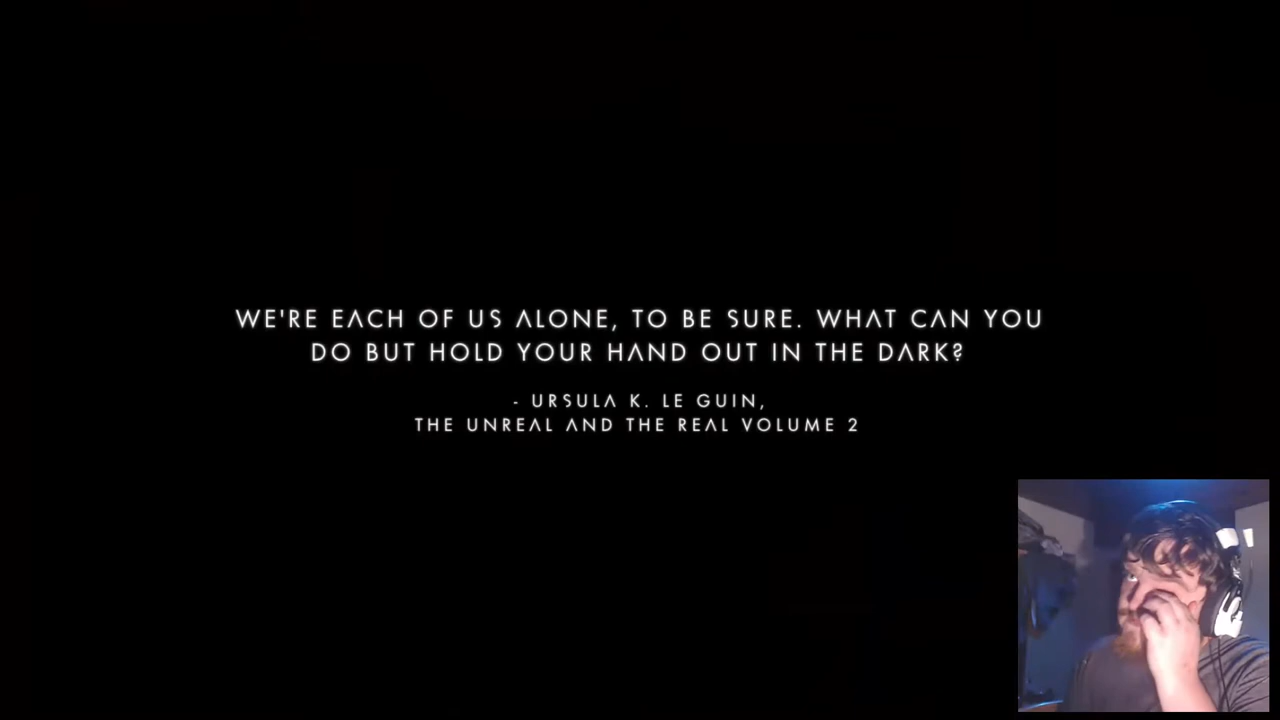 WE'RE EACH OF US ALONE, TO BE SURE. WHAT CAN YOU
DO BUT HOLD YOUR HAND OUT IN THE DARK?
- URSULA K. LE GUIN,
THE UNREAL AND THE REAL VOLUME 2